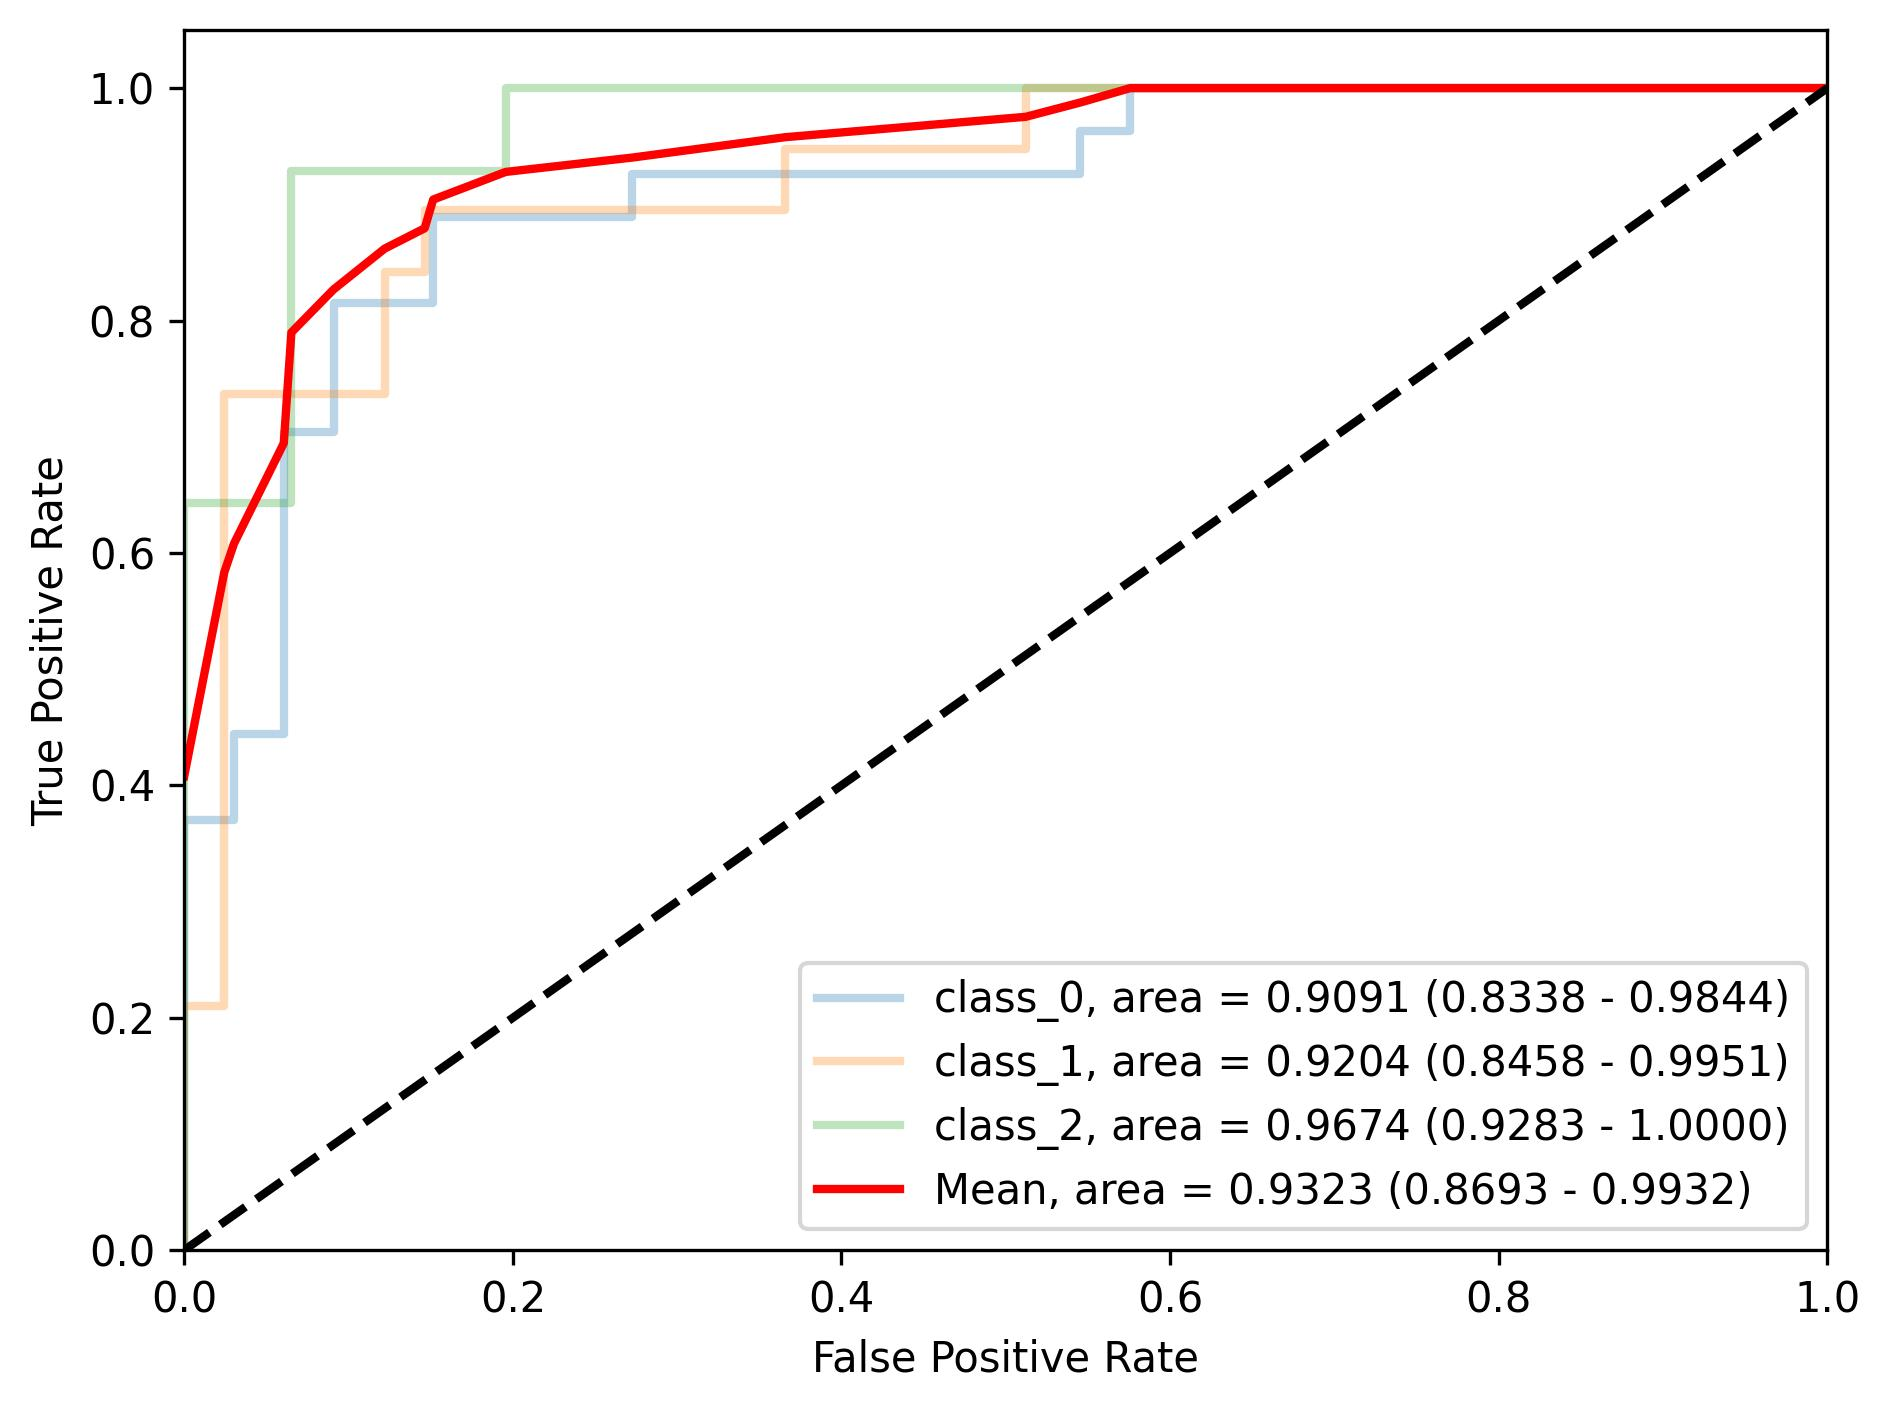 1.0
0.8
0.6
0.4
0.2
0.0
True Positive Rate
class_0, area = 0.9091 (0.8338 - 0.9844)
class_1, area = 0.9204 (0.8458 - 0.9951)
class_2, area = 0.9674 (0.9283 - 1.0000)
Mean, area = 0.9323 (0.8693 - 0.9932)
0.0 0.2 0.4 0.6 0.8 1.0
False Positive Rate